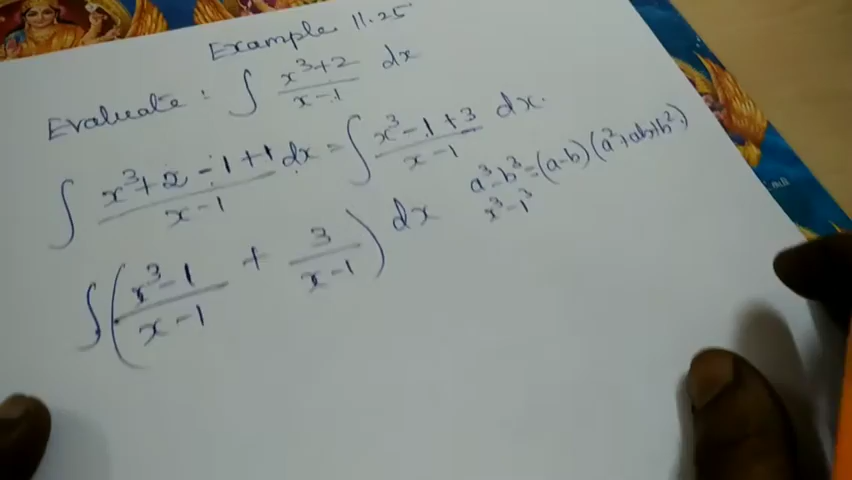 Example 11.25
Evaluate : ∫ x³+2 / x-1 dx
∫ x³+2-1+1 / x-1 dx = ∫ x³-1+3 / x-1 dx.
a³-b³=(a-b)(a²+ab+b²)
x³-1³
∫ ( x³-1 / x-1 + 3 / x-1 ) dx